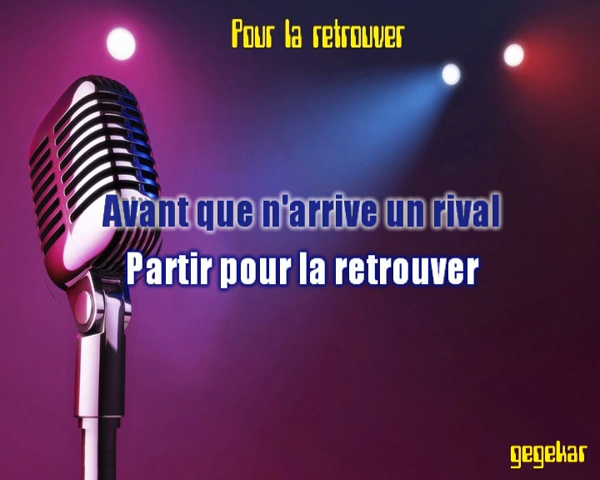 Pour la retrouver
Avant que n'arrive un rival
Partir pour la retrouver
gegekar